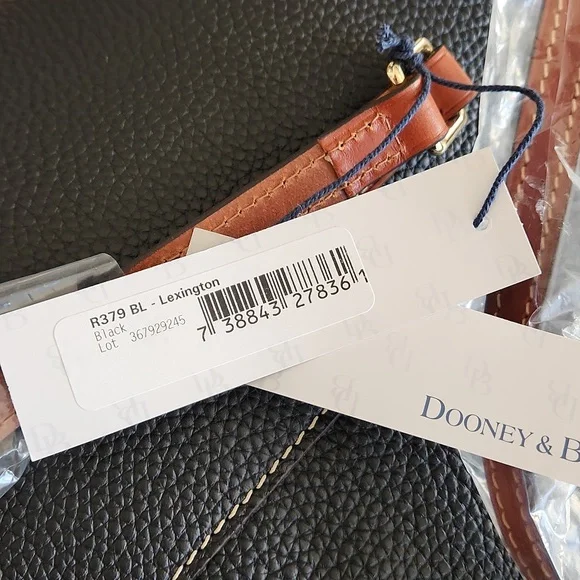 R379 BL - Lexington
Black
Lot 367929245
7 38843 27836 1
DOONEY & B